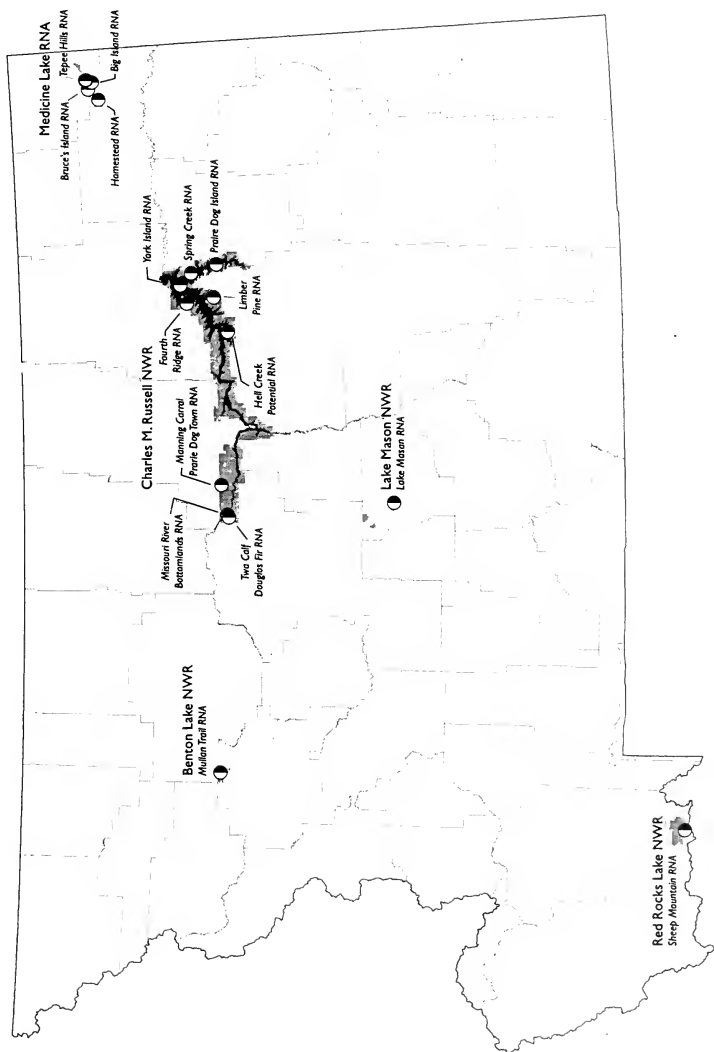 Medicine Lake RNA
Bruce's Island RNA
Tepee Hills RNA
Homestead RNA
Big Island RNA
Charles M. Russell NWR
York Island RNA
Spring Creek RNA
Praire Dog Island RNA
Fourth
Ridge RNA
Limber
Pine RNA
Hell Creek
Potential RNA
Manning Corral
Prarie Dog Town RNA
Missouri River
Bottomlands RNA
Two Calf
Douglas Fir RNA
Benton Lake NWR
Mullan Trail RNA
Lake Mason NWR
Lake Mason RNA
Red Rocks Lake NWR
Sheep Mountain RNA